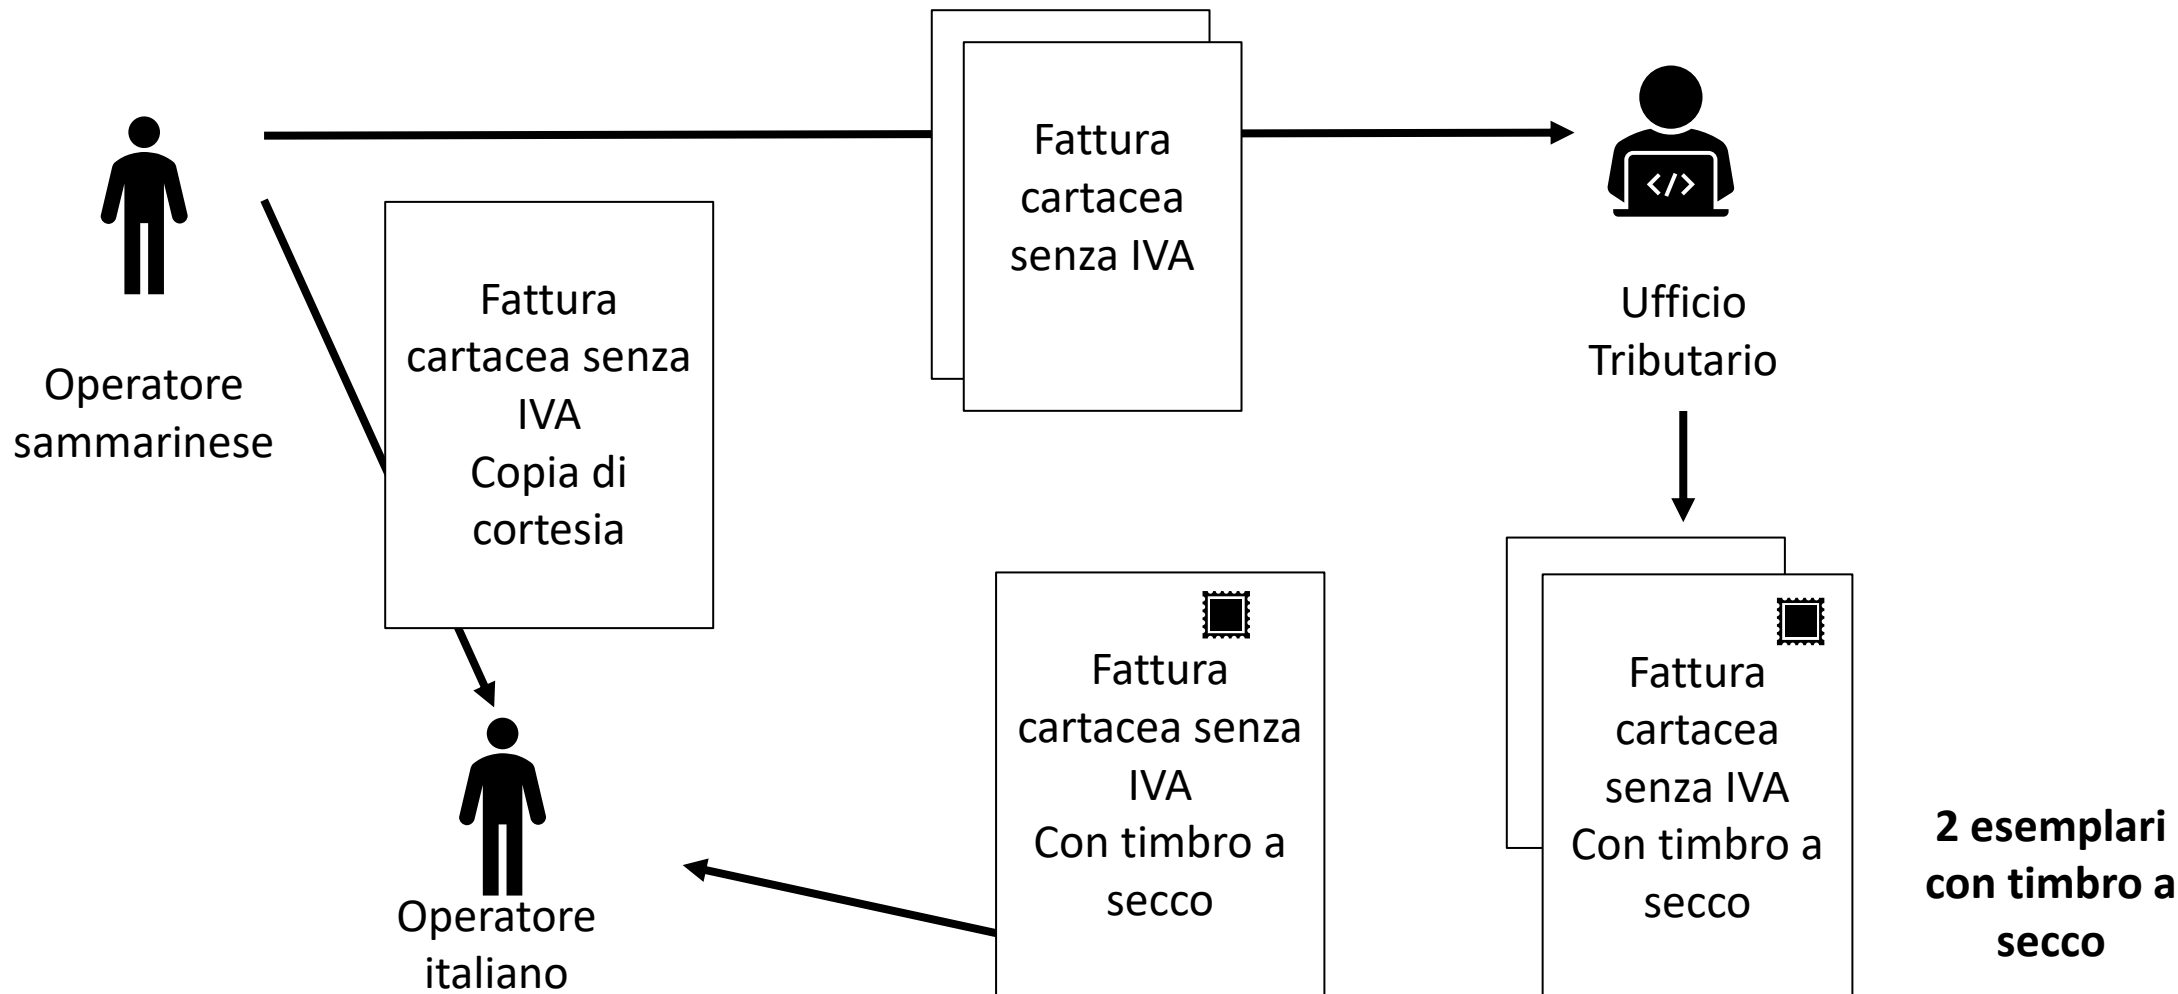 Operatore
sammarinese
Fattura
cartacea senza
IVA
Copia di
cortesia
Fattura
cartacea
senza IVA
</>
Ufficio
Tributario
Operatore
italiano
Fattura
cartacea senza
IVA
Con timbro a
secco
Fattura
cartacea
senza IVA
Con timbro a
secco
2 esemplari
con timbro a
secco